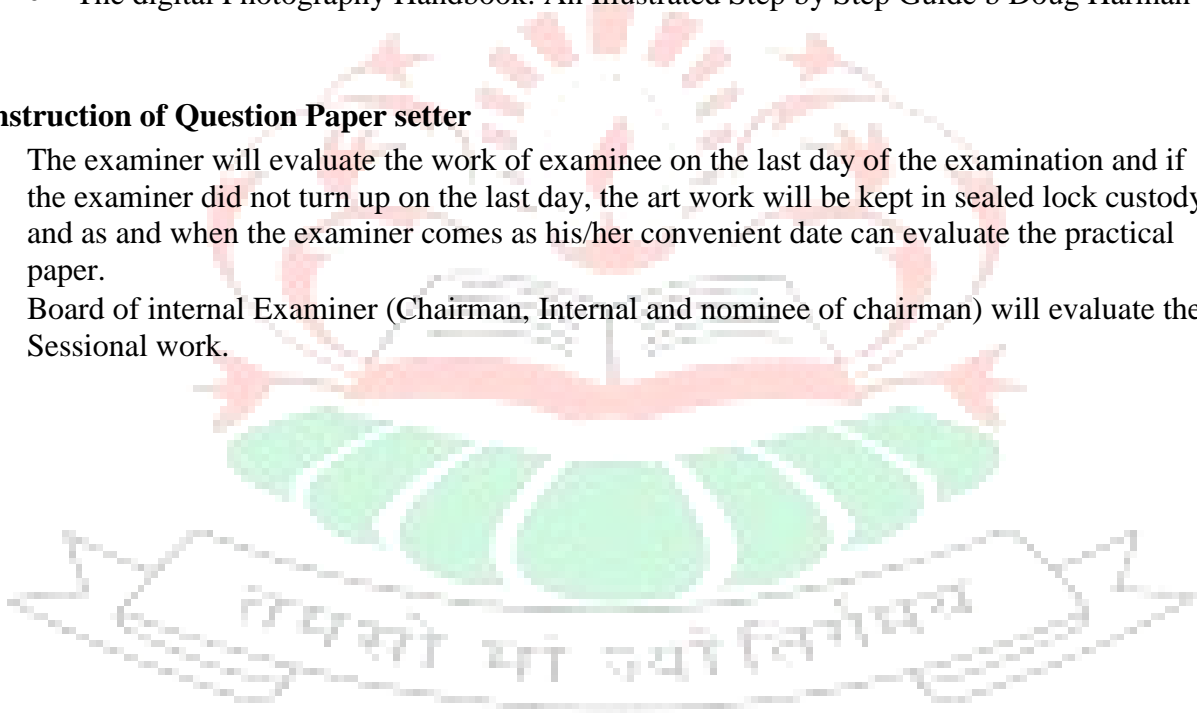 The digital Photography Handbook: An Illustrated Step by Step Guide b Doug Harman
nstruction of Question Paper setter
The examiner will evaluate the work of examinee on the last day of the examination and if
the examiner did not turn up on the last day, the art work will be kept in sealed lock custody
and as and when the examiner comes as his/her convenient date can evaluate the practical
paper.
Board of internal Examiner (Chairman, Internal and nominee of chairman) will evaluate the
Sessional work.
मा ज्योतिर्गमय